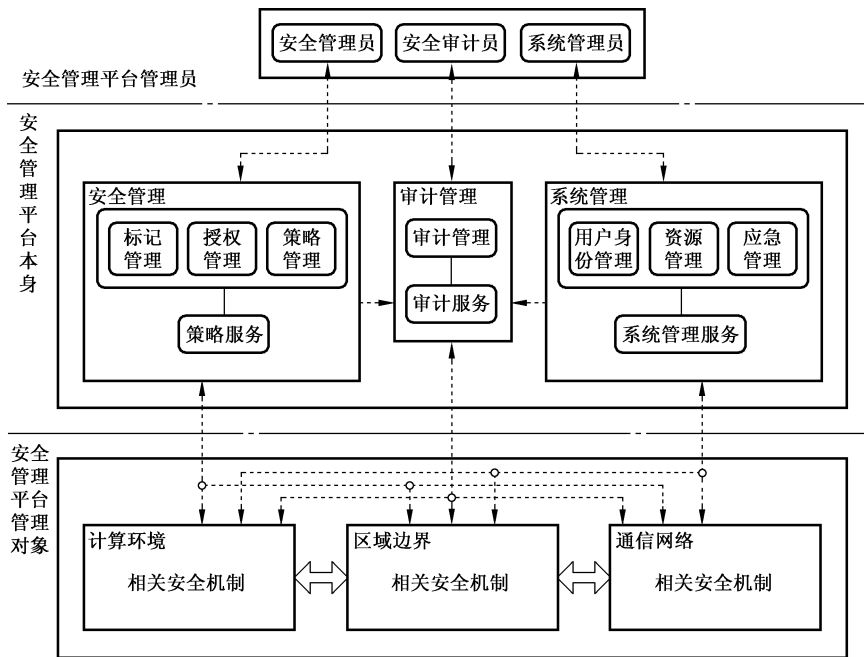 安全管理员
安全审计员
系统管理员
安全管理平台管理员
安全管理平台本身
安全管理
标记
管理
授权
管理
策略
管理
策略服务
审计管理
审计管理
审计服务
系统管理
用户身
份管理
资源
管理
应急
管理
系统管理服务
安全
管理
平台
管理
对象
计算环境
相关安全机制
区域边界
相关安全机制
通信网络
相关安全机制